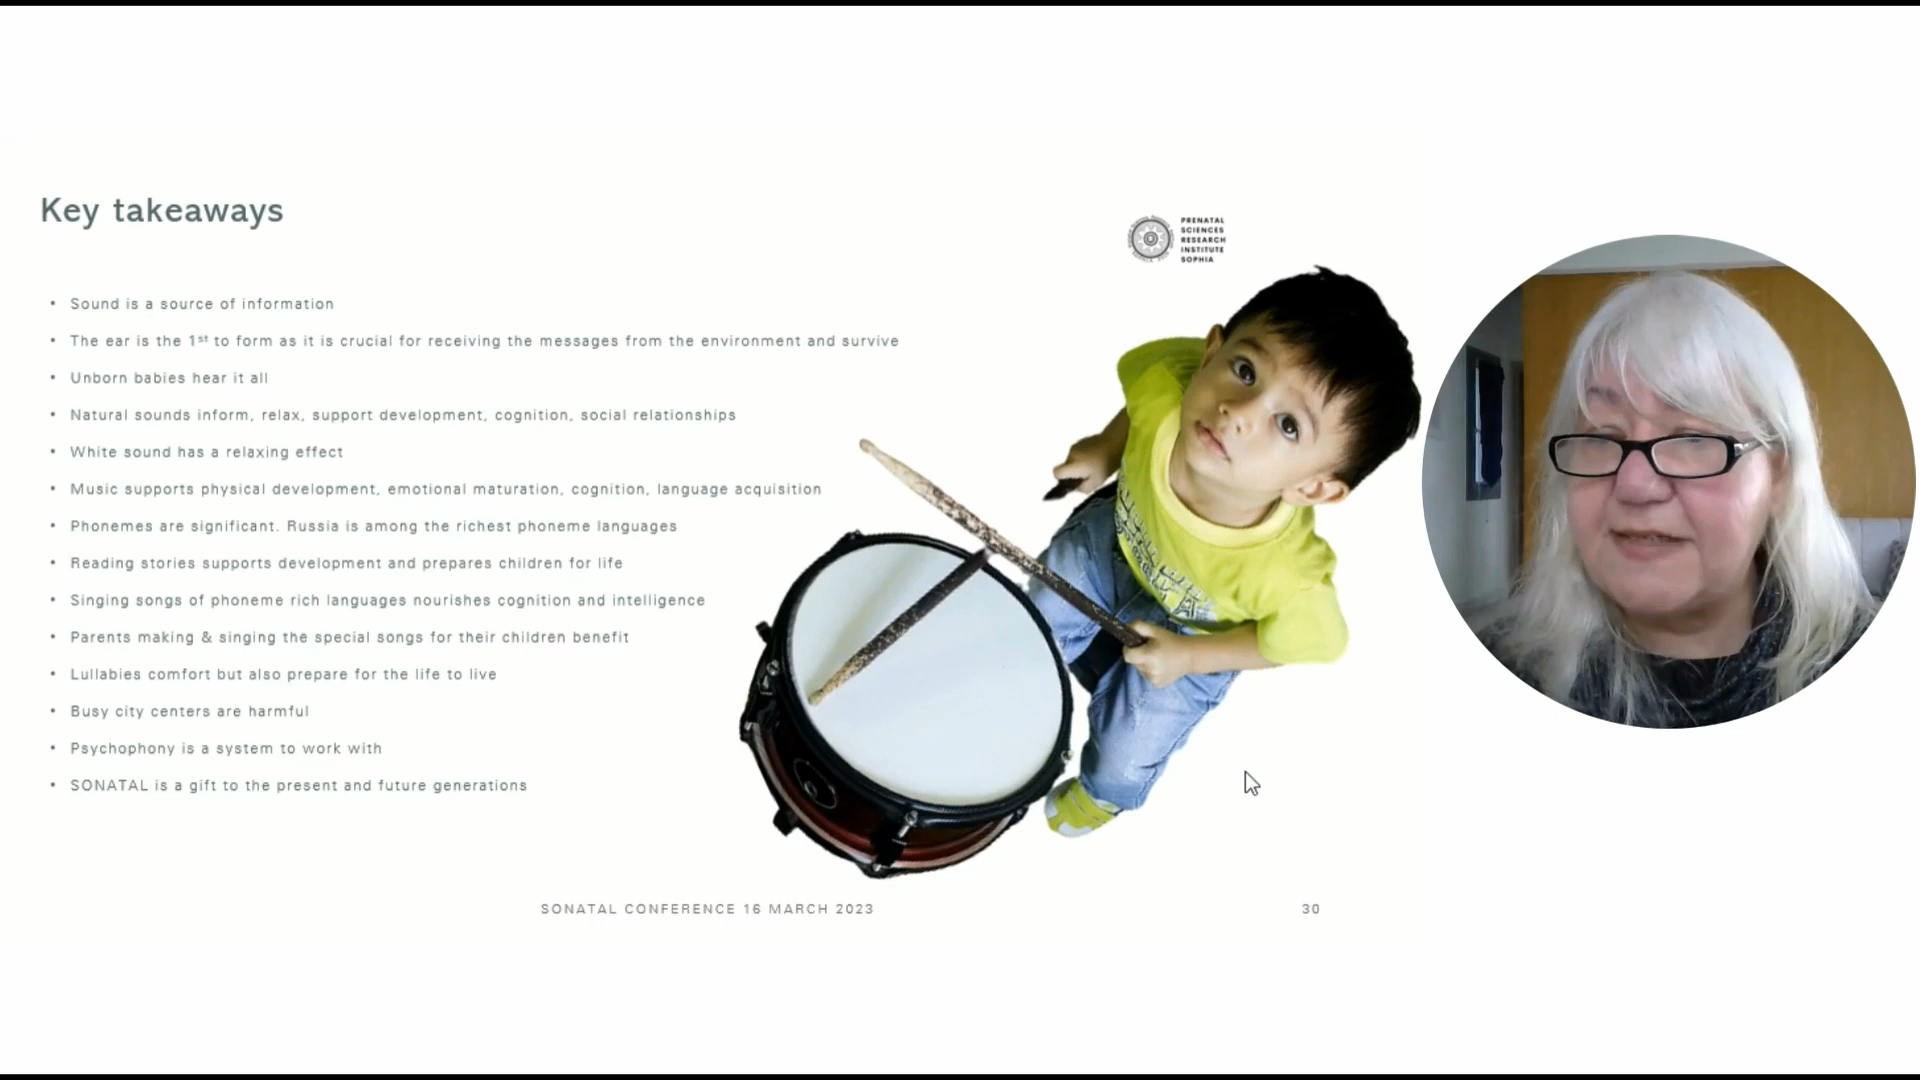 Key takeaways
PRENATAL
SCIENCES
RESEARCH
INSTITUTE
SOPHIA
• Sound is a source of information
• The ear is the 1st to form as it is crucial for receiving the messages from the environment and survive
• Unborn babies hear it all
• Natural sounds inform, relax, support development, cognition, social relationships
• White sound has a relaxing effect
• Music supports physical development, emotional maturation, cognition, language acquisition
• Phonemes are significant. Russia is among the richest phoneme languages
• Reading stories supports development and prepares children for life
• Singing songs of phoneme rich languages nourishes cognition and intelligence
• Parents making & singing the special songs for their children benefit
• Lullabies comfort but also prepare for the life to live
• Busy city centers are harmful
• Psychophony is a system to work with
• SONATAL is a gift to the present and future generations
SONATAL CONFERENCE 16 MARCH 2023
30